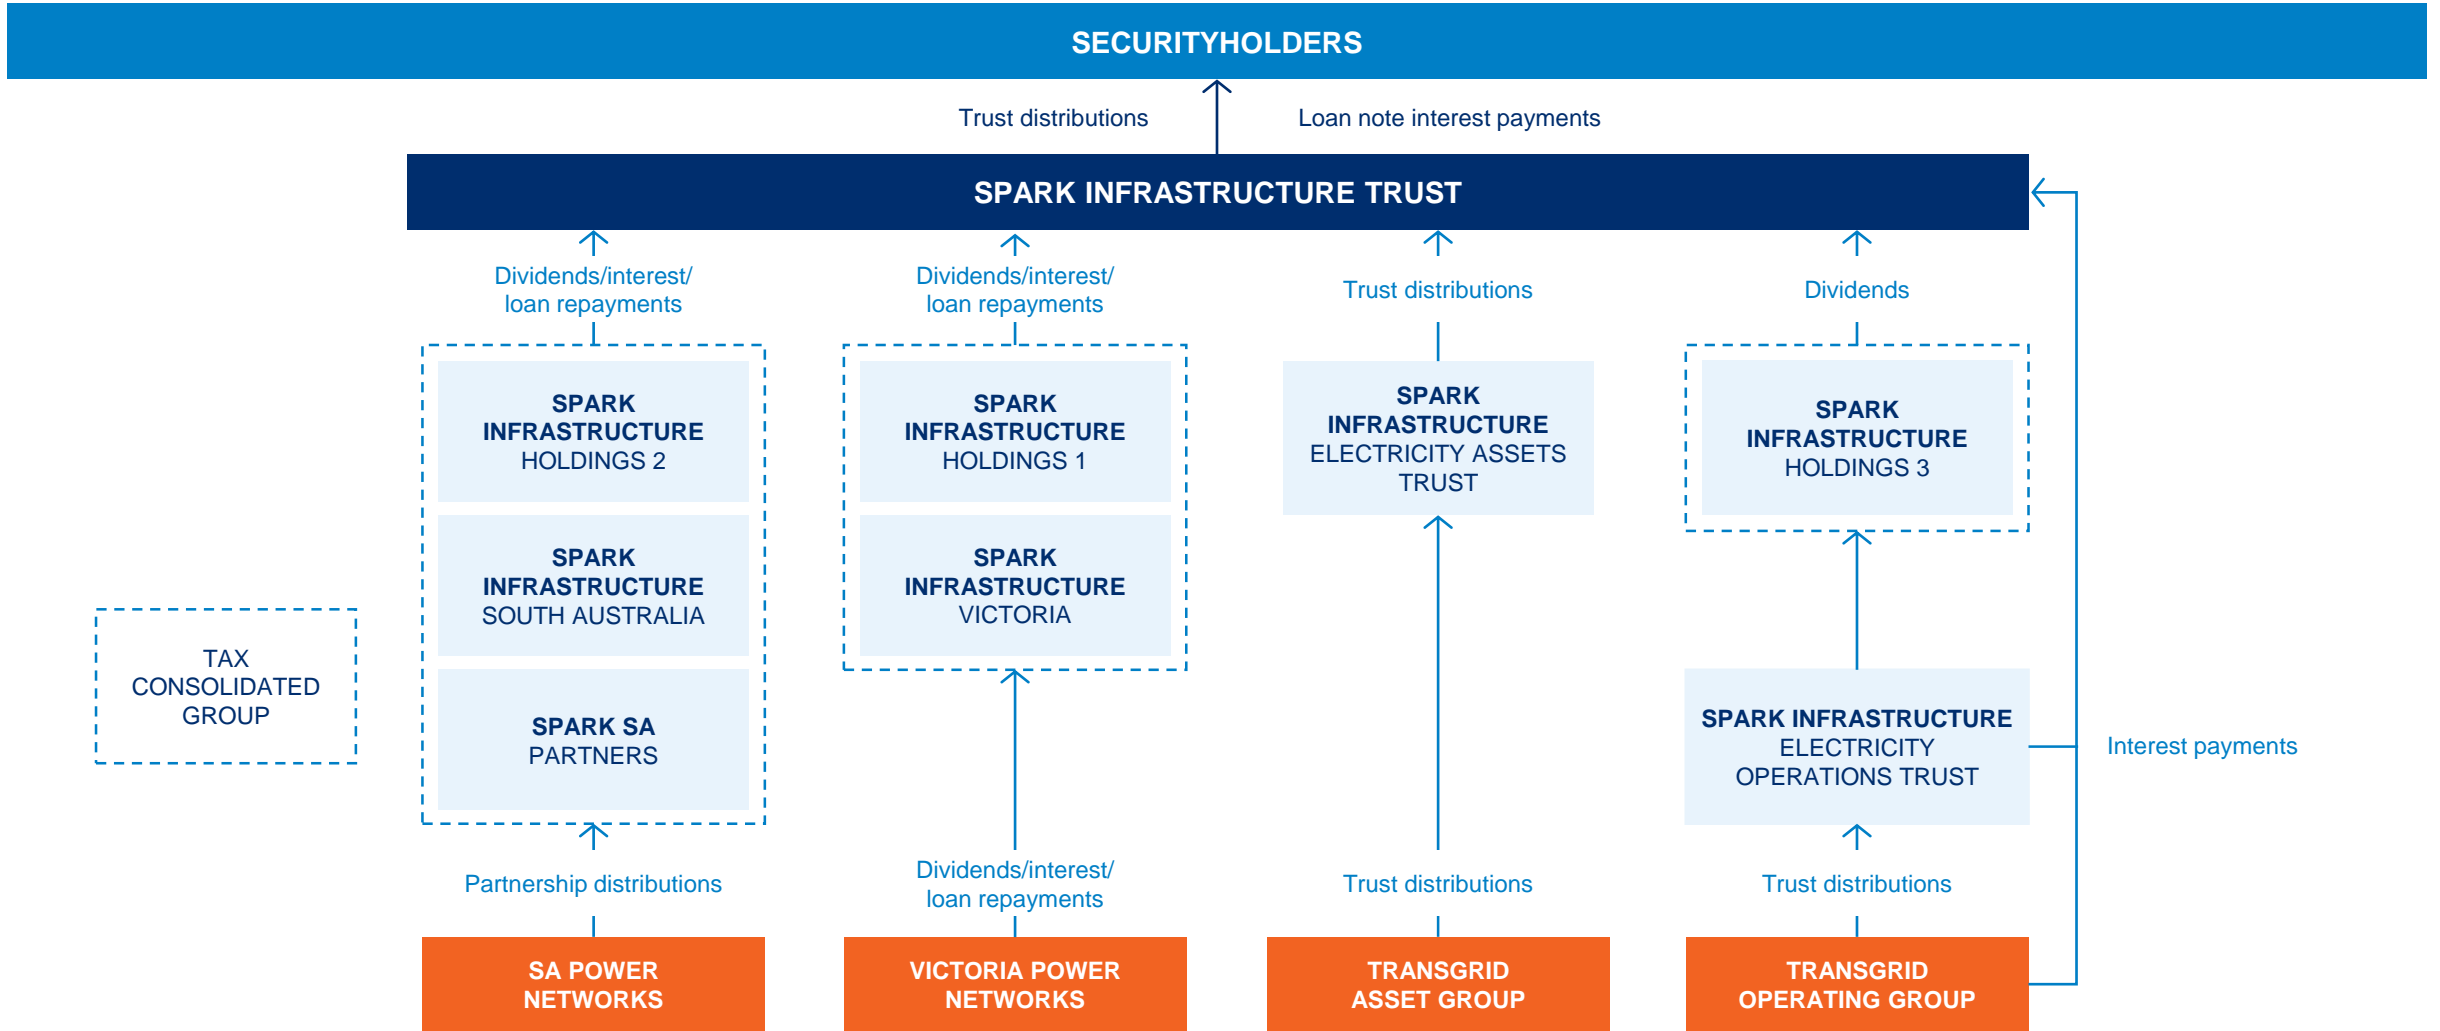 SECURITYHOLDERS
Trust distributions
Loan note interest payments
SPARK INFRASTRUCTURE TRUST
Dividends/interest/
loan repayments
Dividends/interest/
loan repayments
Trust distributions
Dividends
SPARK
INFRASTRUCTURE
HOLDINGS 2
SPARK
INFRASTRUCTURE
HOLDINGS 1
SPARK
INFRASTRUCTURE
ELECTRICITY ASSETS
TRUST
SPARK
INFRASTRUCTURE
HOLDINGS 3
SPARK
INFRASTRUCTURE
SOUTH AUSTRALIA
SPARK
INFRASTRUCTURE
VICTORIA
TAX
CONSOLIDATED
GROUP
SPARK SA
PARTNERS
SPARK INFRASTRUCTURE
ELECTRICITY
OPERATIONS TRUST
Interest payments
Partnership distributions
Dividends/interest/
loan repayments
Trust distributions
Trust distributions
SA POWER
NETWORKS
VICTORIA POWER
NETWORKS
TRANSGRID
ASSET GROUP
TRANSGRID
OPERATING GROUP